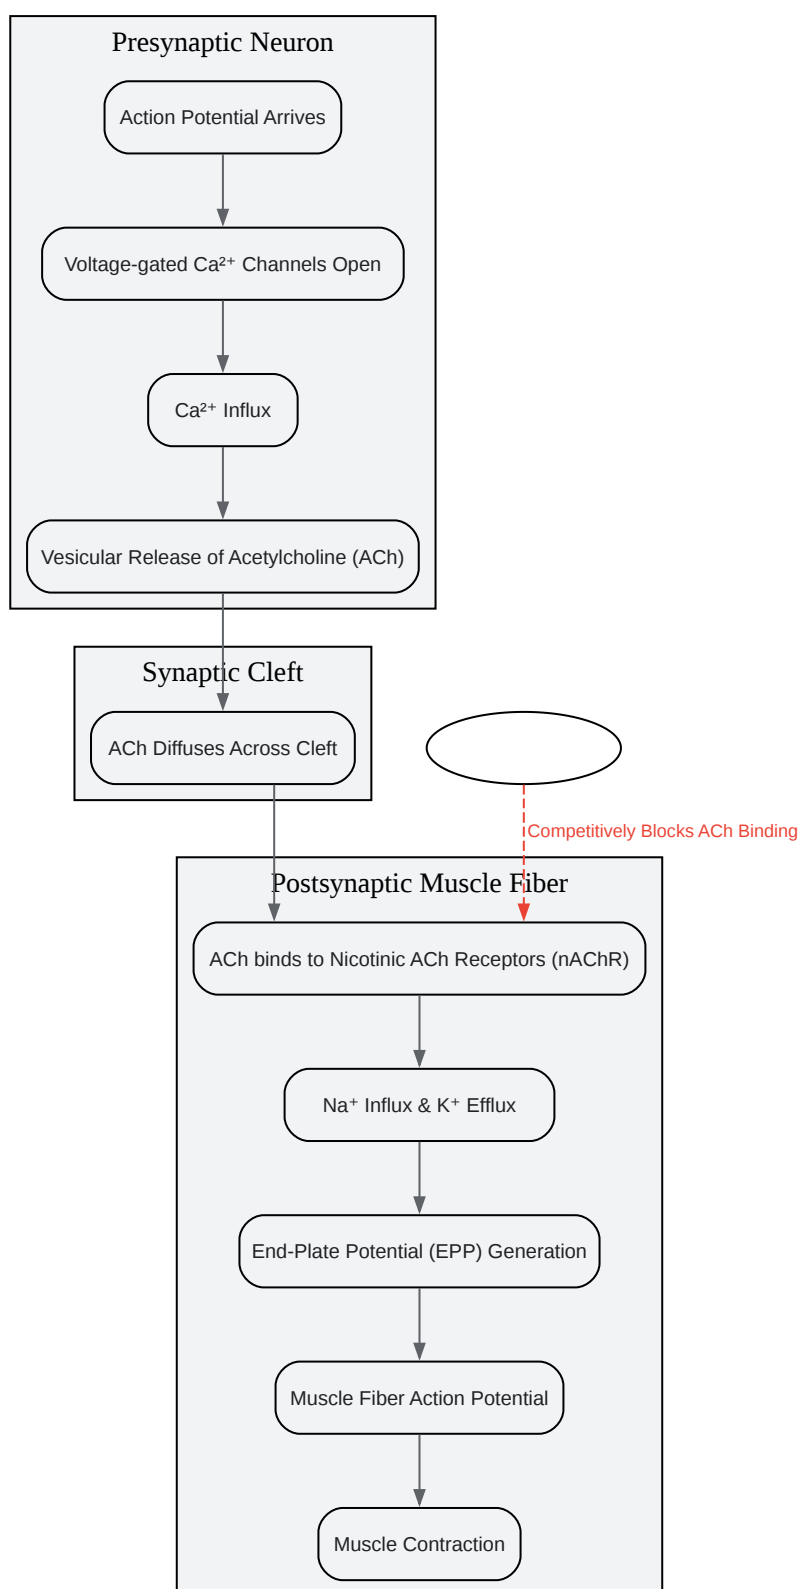 Presynaptic Neuron
Action Potential Arrives
Voltage-gated Ca²⁺ Channels Open
Ca²⁺ Influx
Vesicular Release of Acetylcholine (ACh)
Synaptic Cleft
ACh Diffuses Across Cleft
Competitively Blocks ACh Binding
Postsynaptic Muscle Fiber
ACh binds to Nicotinic ACh Receptors (nAChR)
Na⁺ Influx & K⁺ Efflux
End-Plate Potential (EPP) Generation
Muscle Fiber Action Potential
Muscle Contraction